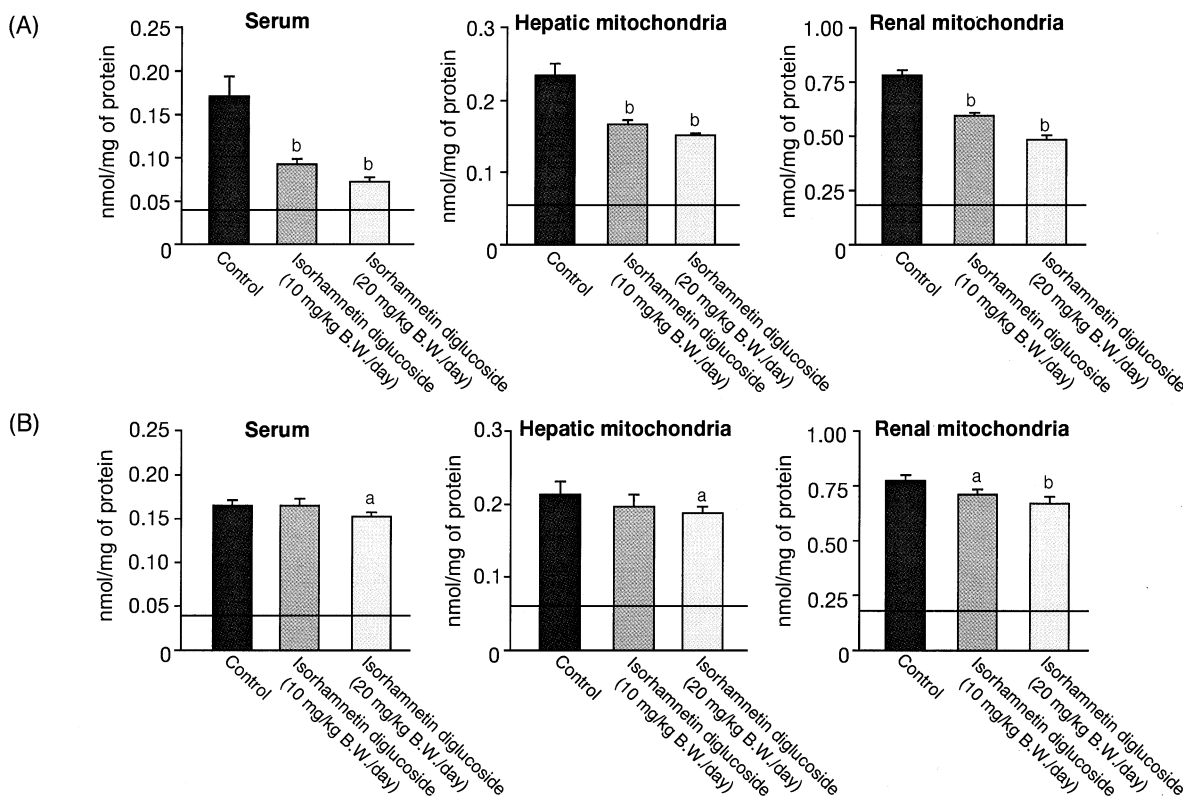 (A)
Serum
nmol/mg of protein
0.25
0.20
0.15
0.10
0.05
0
b
b
Control
Isorhamnetin diglucoside
(10 mg/kg B.W./day)
Isorhamnetin diglucoside
(20 mg/kg B.W./day)
Hepatic mitochondria
nmol/mg of protein
0.3
0.2
0.1
0
b
b
Control
Isorhamnetin diglucoside
(10 mg/kg B.W./day)
Isorhamnetin diglucoside
(20 mg/kg B.W./day)
Renal mitochondria
nmol/mg of protein
1.00
0.75
0.50
0.25
0
b
b
Control
Isorhamnetin diglucoside
(10 mg/kg B.W./day)
Isorhamnetin diglucoside
(20 mg/kg B.W./day)
(B)
Serum
nmol/mg of protein
0.25
0.20
0.15
0.10
0.05
0
a
Control
Isorhamnetin diglucoside
(10 mg/kg B.W./day)
Isorhamnetin diglucoside
(20 mg/kg B.W./day)
Hepatic mitochondria
nmol/mg of protein
0.3
0.2
0.1
0
a
Control
Isorhamnetin diglucoside
(10 mg/kg B.W./day)
Isorhamnetin diglucoside
(20 mg/kg B.W./day)
Renal mitochondria
nmol/mg of protein
1.00
0.75
0.50
0.25
0
a
b
Control
Isorhamnetin diglucoside
(10 mg/kg B.W./day)
Isorhamnetin diglucoside
(20 mg/kg B.W./day)